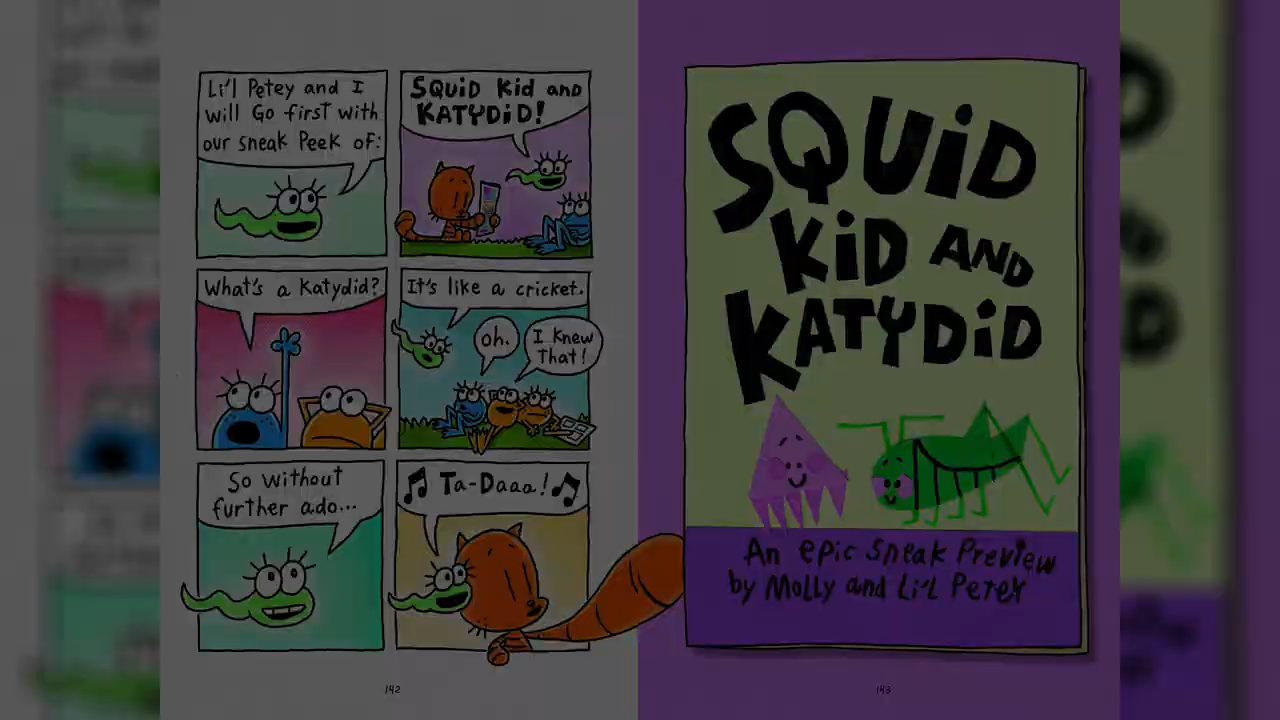 Li'l Petey and I
will Go first with
our sneak Peek of:
SQUiD Kid and
KATYDiD!
What's a Katydid?
It's like a cricket.
oh.
I Knew
That!
So without
further ado...
Ta-Daaa!
142
SQUiD
KiD AND
KATYDiD
An epic Sneak Preview
by Molly and Li'l Petey
143